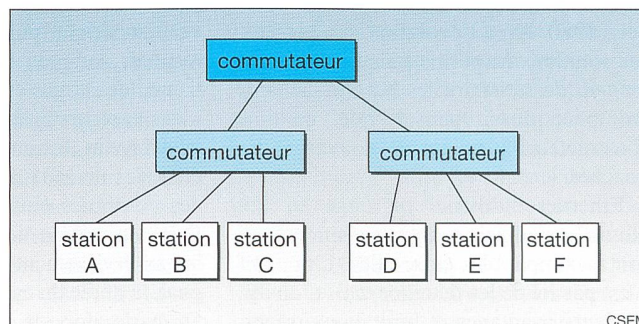 commutateur
commutateur
commutateur
station
A
station
B
station
C
station
D
station
E
station
F
CSEM